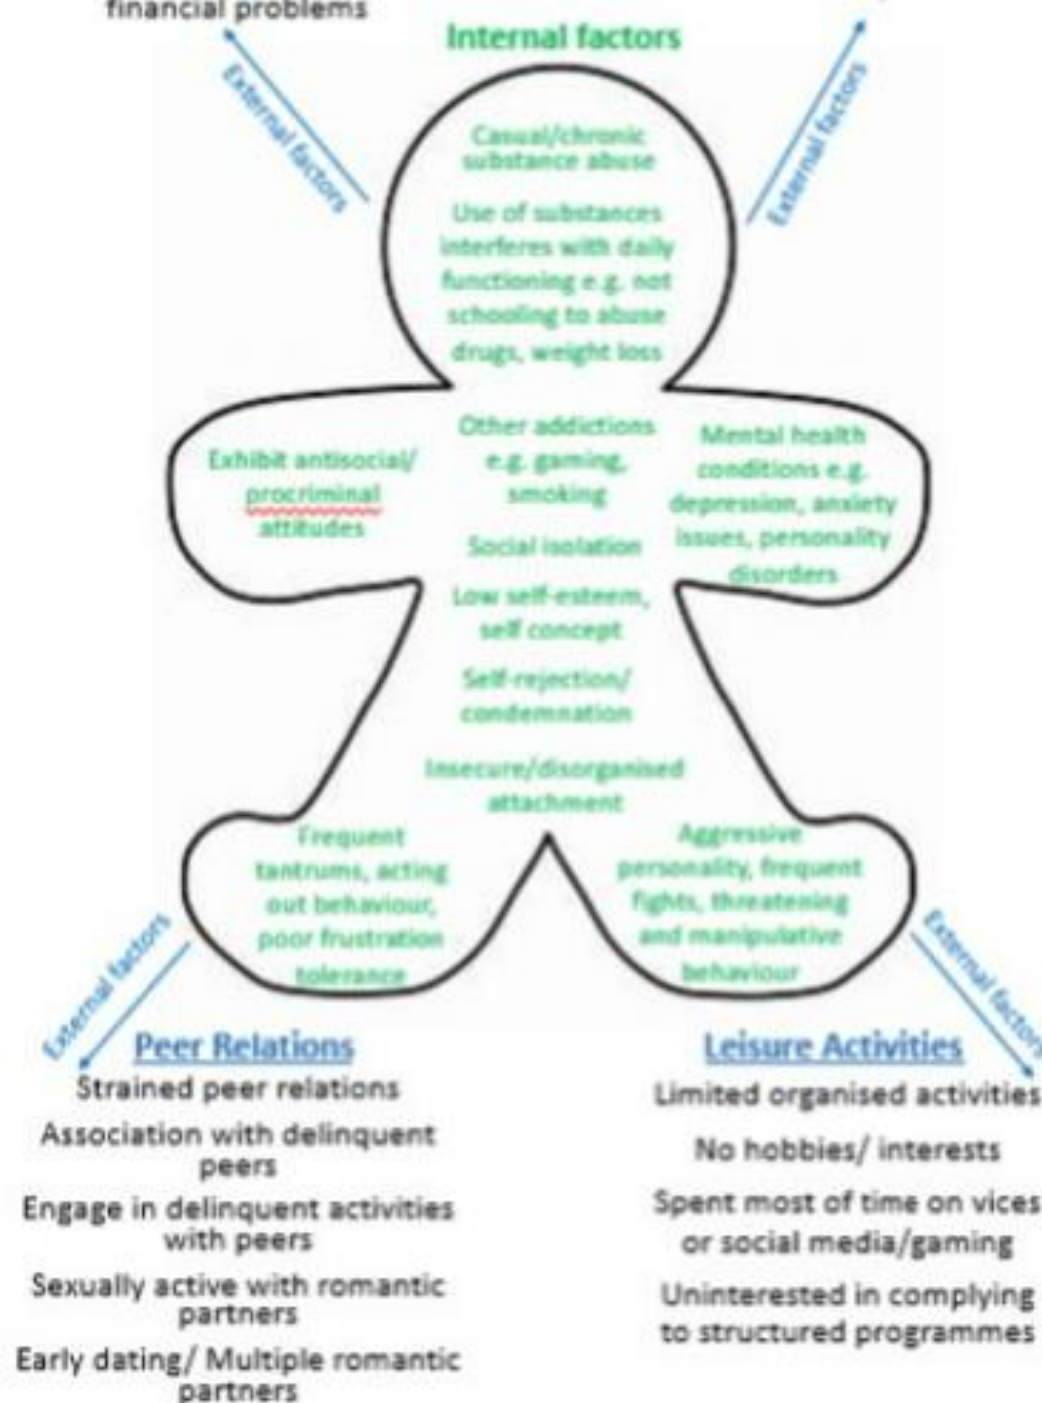 financial problems
Internal factors
External factors
External factors
Casual/chronic
substance abuse
Use of substances
interferes with daily
functioning e.g. not
schooling to abuse
drugs, weight loss
Exhibit antisocial/
procriminal
attitudes
Other addictions
e.g. gaming,
smoking
Social isolation
Low self-esteem,
self concept
Self-rejection/
condemnation
Insecure/disorganised
attachment
Mental health
conditions e.g.
depression, anxiety
issues, personality
disorders
Frequent
tantrums, acting
out behaviour,
poor frustration
tolerance
Aggressive
personality, frequent
fights, threatening
and manipulative
behaviour
External factors
Peer Relations
Strained peer relations
Association with delinquent
peers
Engage in delinquent activities
with peers
Sexually active with romantic
partners
Early dating/ Multiple romantic
partners
External factors
Leisure Activities
Limited organised activities
No hobbies/ interests
Spent most of time on vices
or social media/gaming
Uninterested in complying
to structured programmes